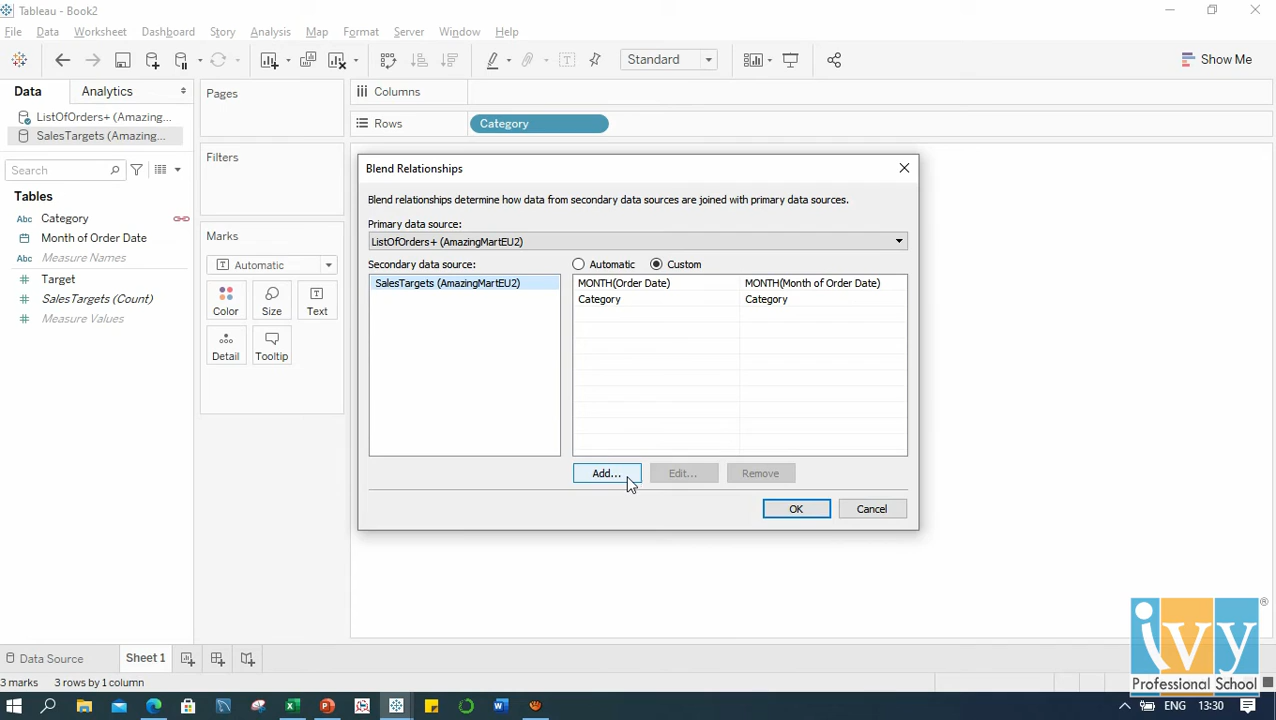 Tableau - Book2
File Data Worksheet Dashboard Story Analysis Map Format Server Window Help
Standard
Show Me
Data Analytics
Pages
Columns
Rows Category
ListOfOrders+ (Amazing...
SalesTargets (Amazing...
Search
Filters
Tables
Abc Category
Month of Order Date
Abc Measure Names
Target
SalesTargets (Count)
Measure Values
Marks
Automatic
Color Size Text
Detail Tooltip
Blend Relationships
Blend relationships determine how data from secondary data sources are joined with primary data sources.
Primary data source:
ListOfOrders+ (AmazingMartEU2)
Secondary data source:
Automatic Custom
SalesTargets (AmazingMartEU2)
MONTH(Order Date) MONTH(Month of Order Date)
Category Category
Add... Edit... Remove
OK Cancel
ivy
Professional School
®
Data Source Sheet 1
3 marks 3 rows by 1 column
ENG 13:30